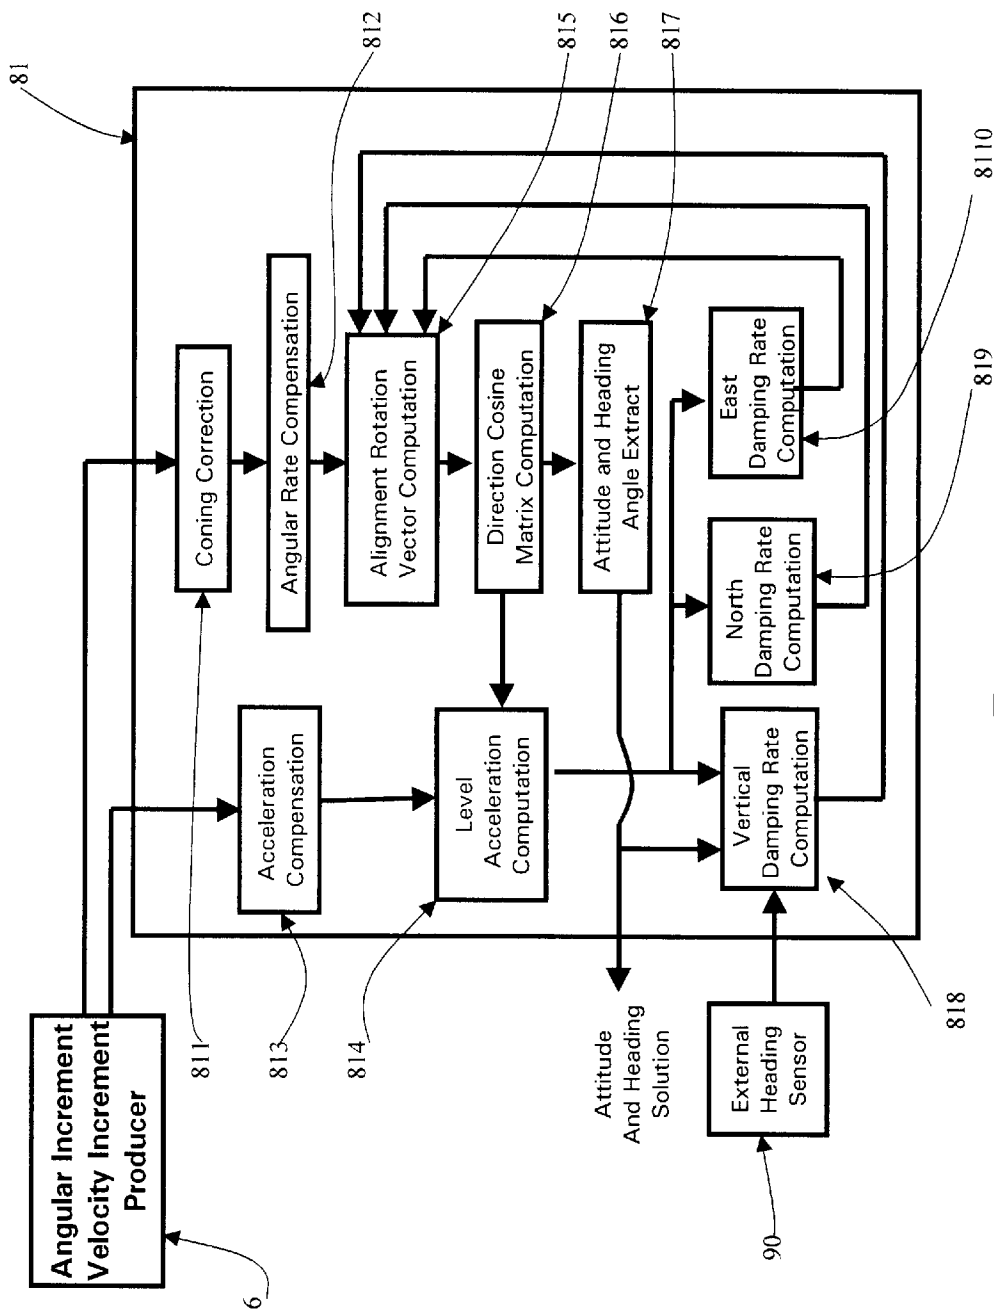 81
812
815
816
817
8110
819
818
811
813
814
6
90
Angular Increment
Velocity Increment
Producer
Coning Correction
Angular Rate Compensation
Alignment Rotation
Vector Computation
Direction Cosine
Matrix Computation
Attitude and Heading
Angle Extract
Acceleration
Compensation
Level
Acceleration
Computation
East
Damping Rate
Computation
North
Damping Rate
Computation
Vertical
Damping Rate
Computation
Attitude
And Heading
Solution
External
Heading
Sensor